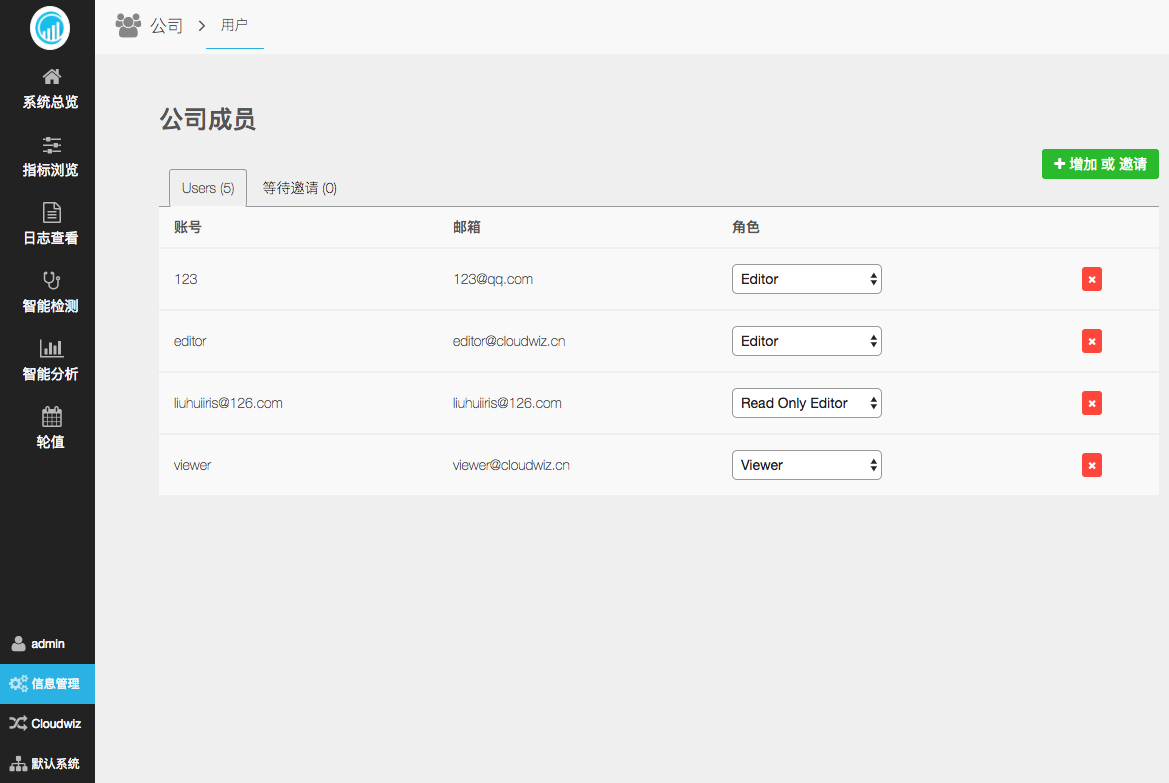 公司 用户
系统总览
指标浏览
日志查看
智能检测
智能分析
轮值
admin
信息管理
Cloudwiz
默认系统
公司成员
增加 或 邀请
Users (5) 等待邀请 (0)
账号 邮箱 角色
123 123@qq.com Editor
editor editor@cloudwiz.cn Editor
liuhuiiris@126.com liuhuiiris@126.com Read Only Editor
viewer viewer@cloudwiz.cn Viewer